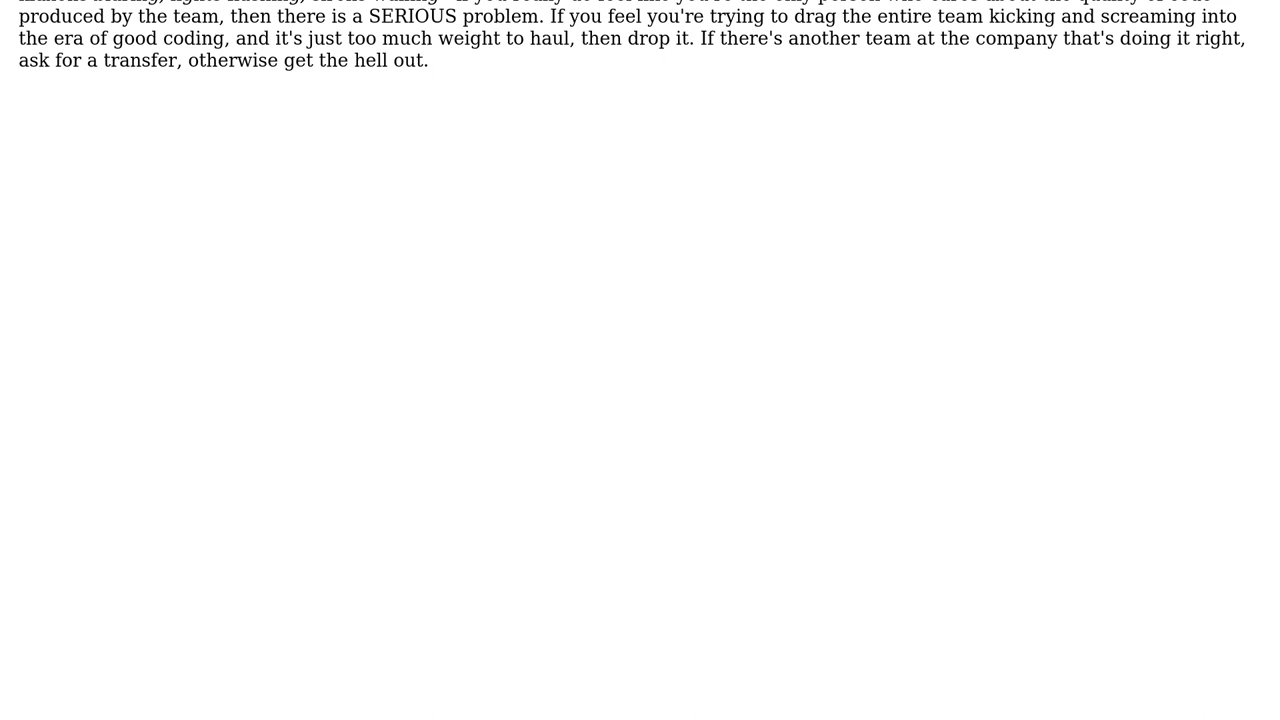 produced by the team, then there is a SERIOUS problem. If you feel you're trying to drag the entire team kicking and screaming into
the era of good coding, and it's just too much weight to haul, then drop it. If there's another team at the company that's doing it right,
ask for a transfer, otherwise get the hell out.